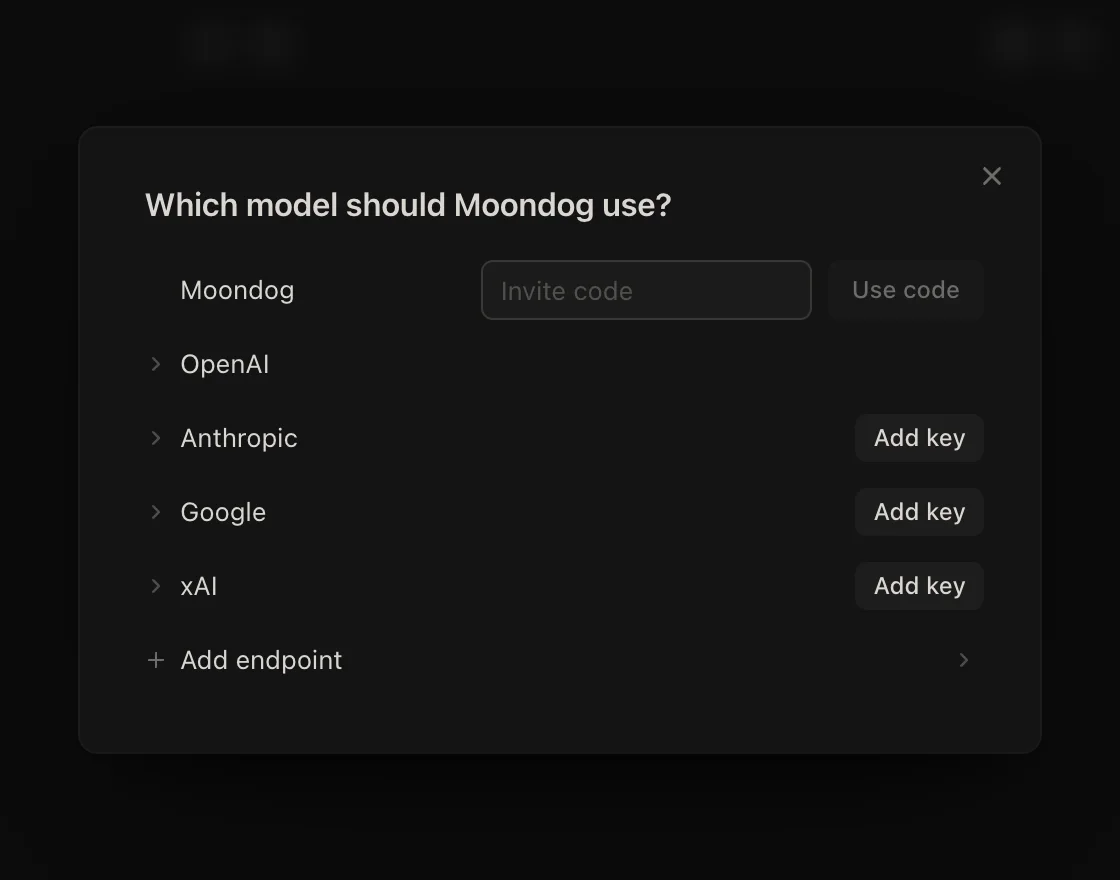 Which model should Moondog use?
Moondog Invite code Use code
OpenAI
Anthropic Add key
Google Add key
xAI Add key
Add endpoint